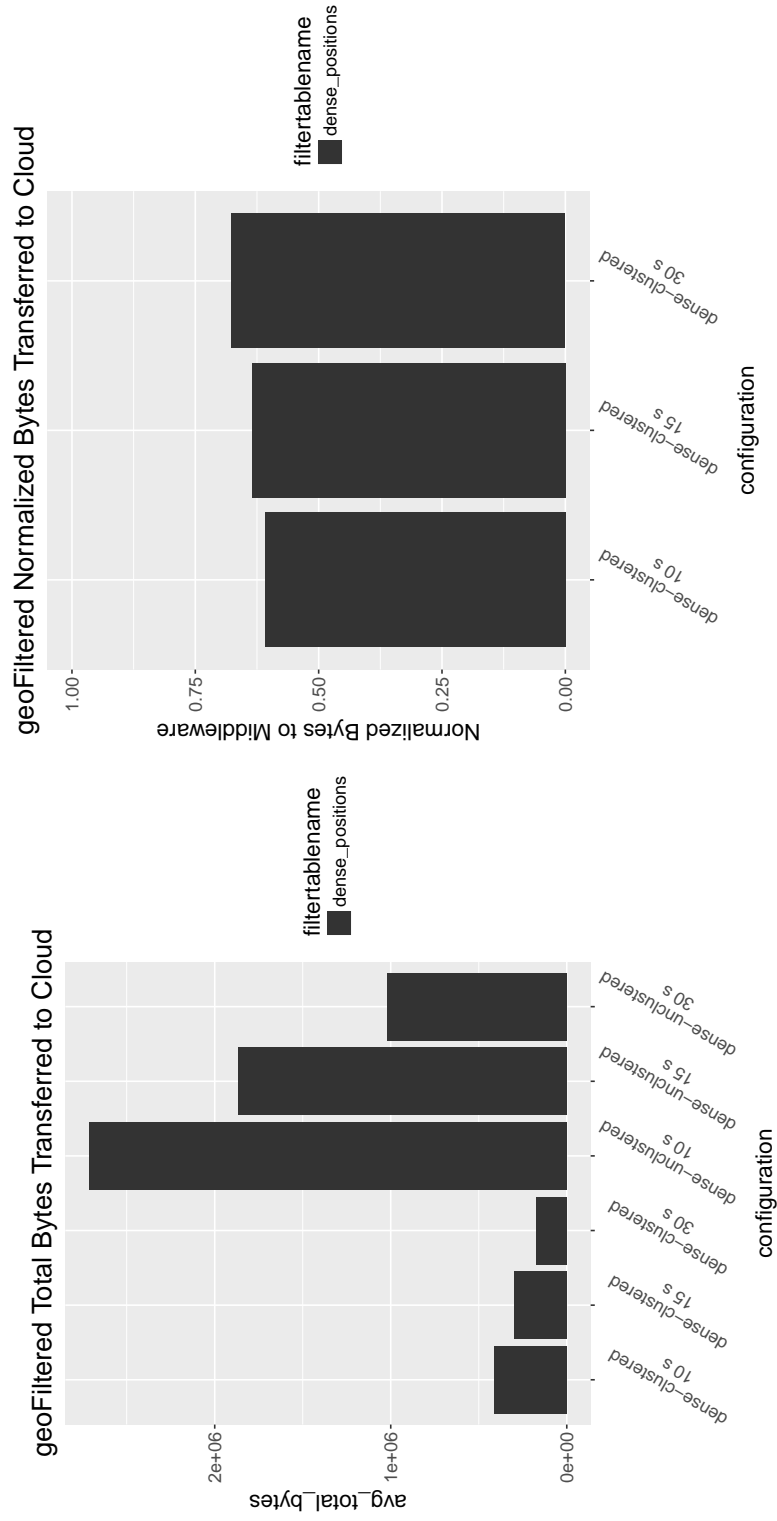 geoFiltered Total Bytes Transferred to Cloud
avg_total_bytes
2e+06
1e+06
0e+00
dense−clustered
10 s
dense−clustered
15 s
dense−clustered
30 s
dense−unclustered
10 s
dense−unclustered
15 s
dense−unclustered
30 s
configuration
filtertablename
dense_positions
geoFiltered Normalized Bytes Transferred to Cloud
Normalized Bytes to Middleware
1.00
0.75
0.50
0.25
0.00
dense−clustered
10 s
dense−clustered
15 s
dense−clustered
30 s
configuration
filtertablename
dense_positions